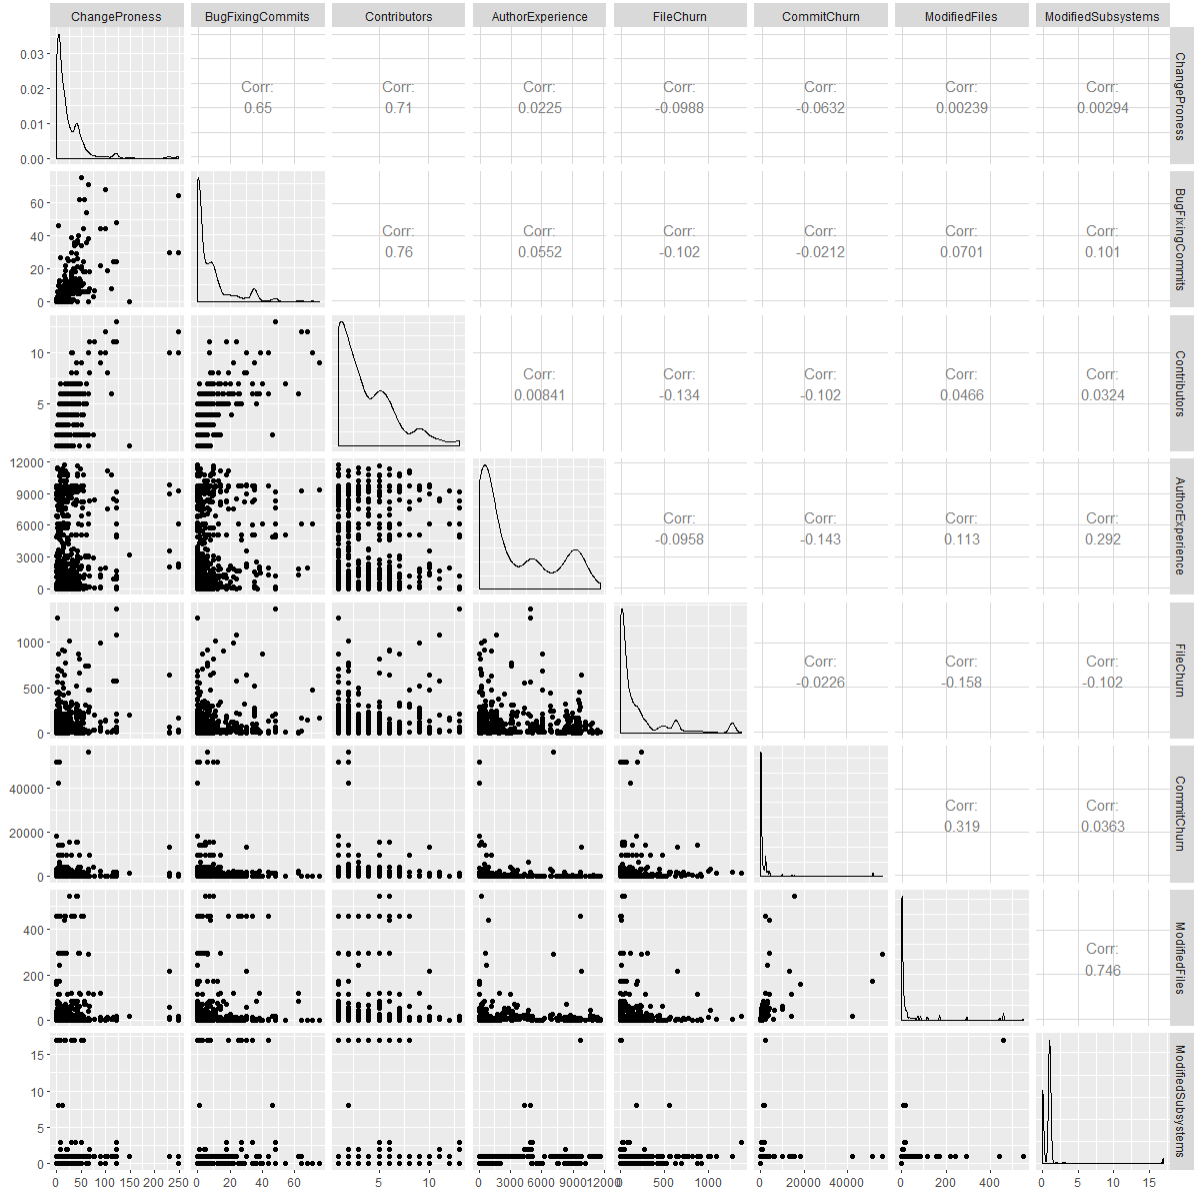 ChangeProness BugFixingCommits Contributors AuthorExperience FileChurn CommitChurn ModifiedFiles ModifiedSubsystems
0.03
0.02
0.01
0.00
Corr:
0.65
Corr:
0.71
Corr:
0.0225
Corr:
-0.0988
Corr:
-0.0632
Corr:
0.00239
Corr:
0.00294
ChangeProness
60
40
20
0
Corr:
0.76
Corr:
0.0552
Corr:
-0.102
Corr:
-0.0212
Corr:
0.0701
Corr:
0.101
BugFixingCommits
10
5
Corr:
0.00841
Corr:
-0.134
Corr:
-0.102
Corr:
0.0466
Corr:
0.0324
Contributors
12000
9000
6000
3000
0
Corr:
-0.0958
Corr:
-0.143
Corr:
0.113
Corr:
0.292
AuthorExperience
1000
500
0
Corr:
-0.0226
Corr:
-0.158
Corr:
-0.102
FileChurn
40000
20000
0
Corr:
0.319
Corr:
0.0363
CommitChurn
400
200
0
Corr:
0.746
ModifiedFiles
15
10
5
0
ModifiedSubsystems
0 50 100 150 200 250 0 20 40 60 5 10 0 3000 6000 9000 12000 0 500 1000 0 20000 40000 0 200 400 0 5 10 15